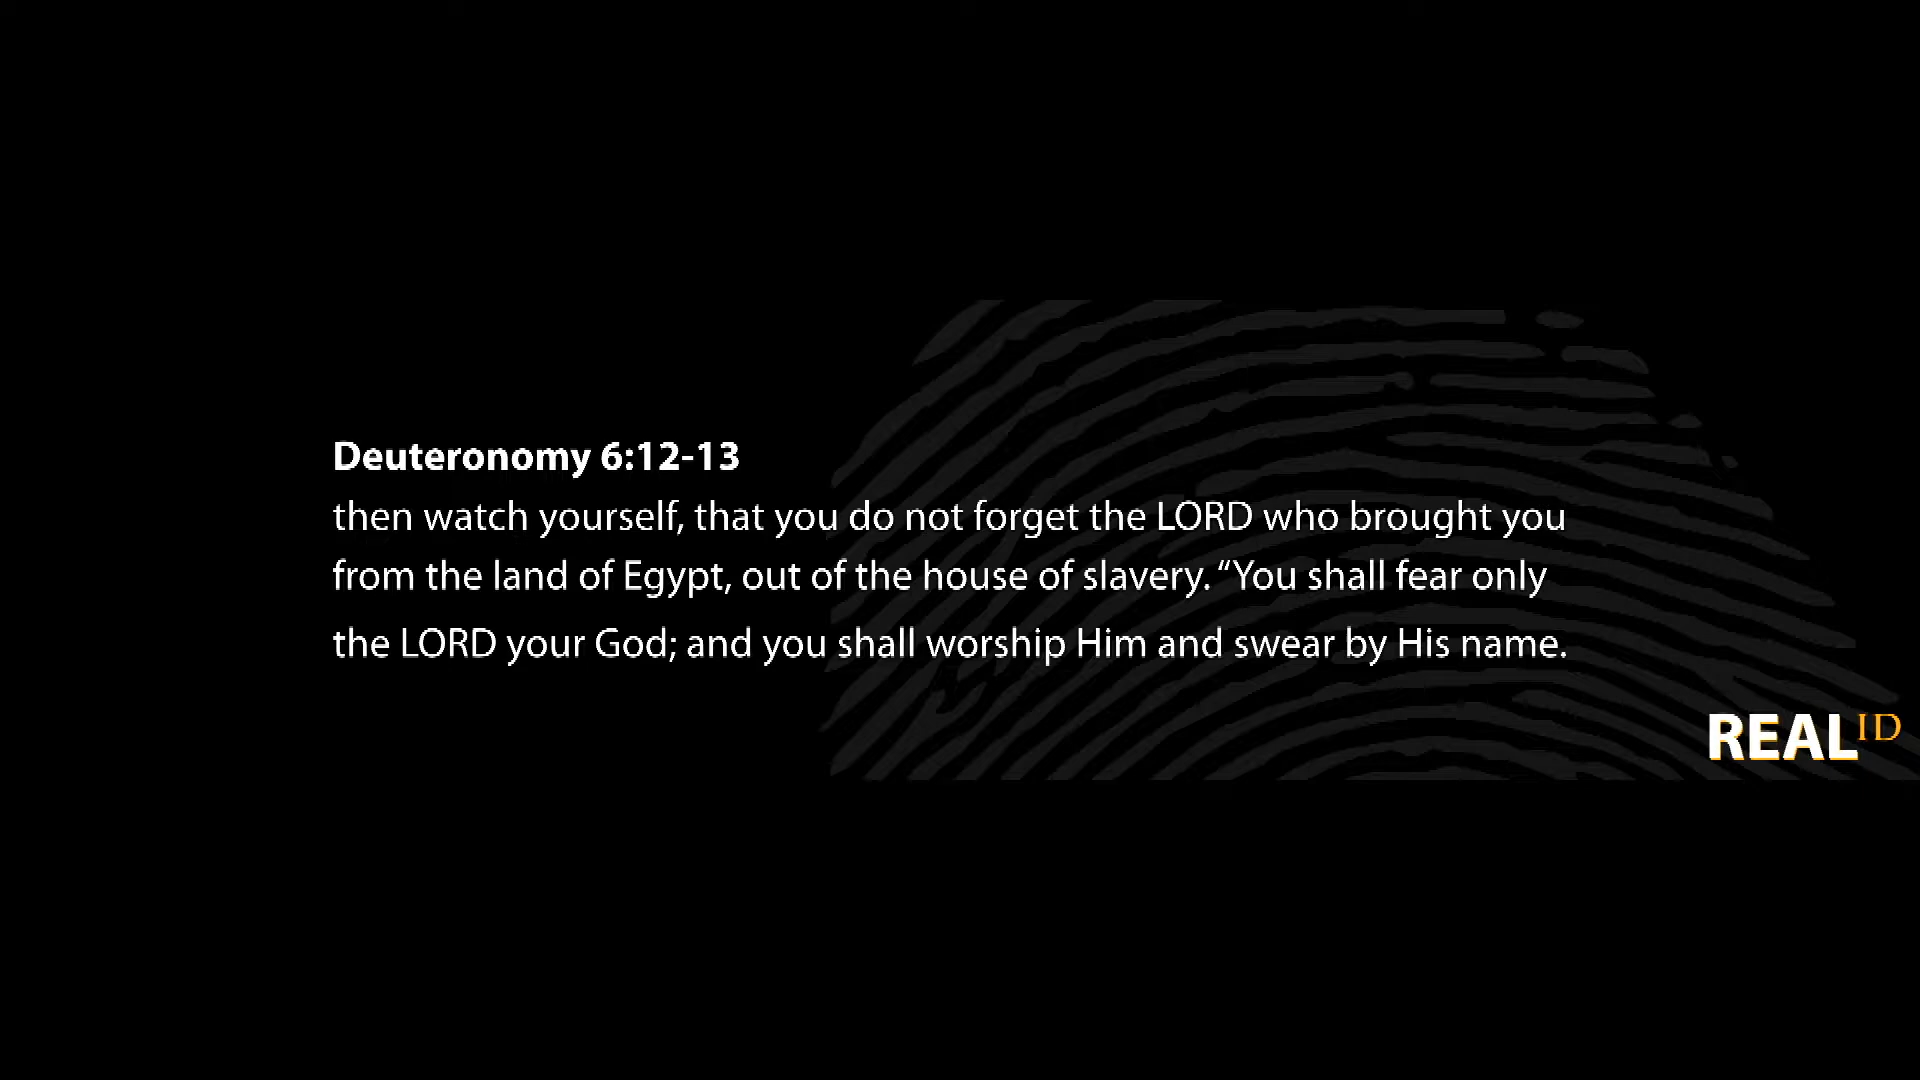 Deuteronomy 6:12-13
then watch yourself, that you do not forget the LORD who brought you
from the land of Egypt, out of the house of slavery. “You shall fear only
the LORD your God; and you shall worship Him and swear by His name.
REAL ID